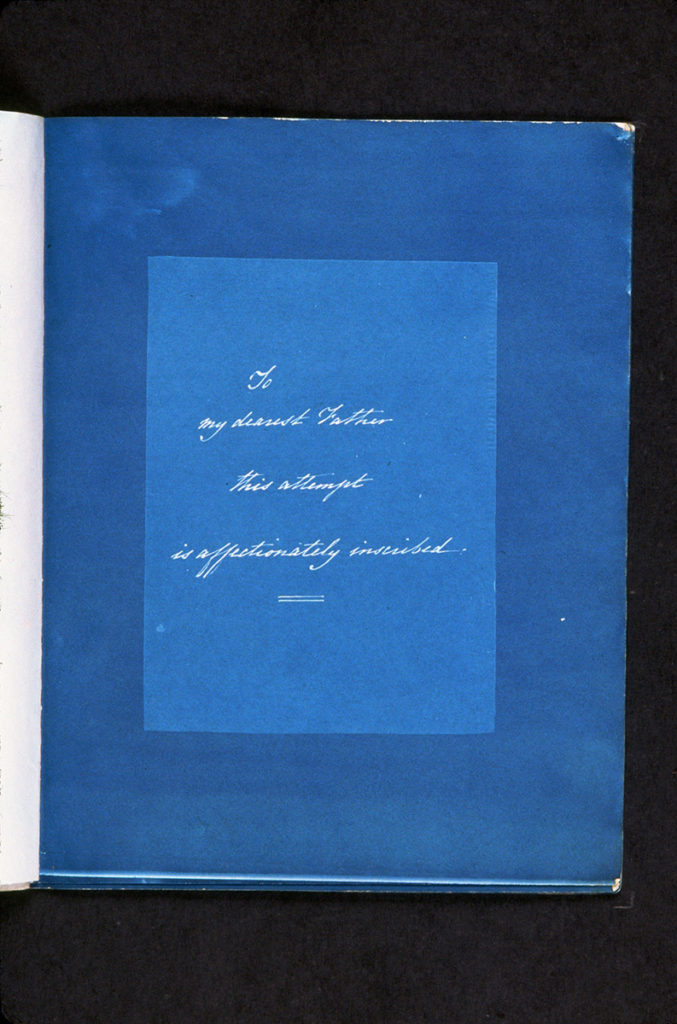 To
my dearest Father
this attempt
is affectionately inscribed.